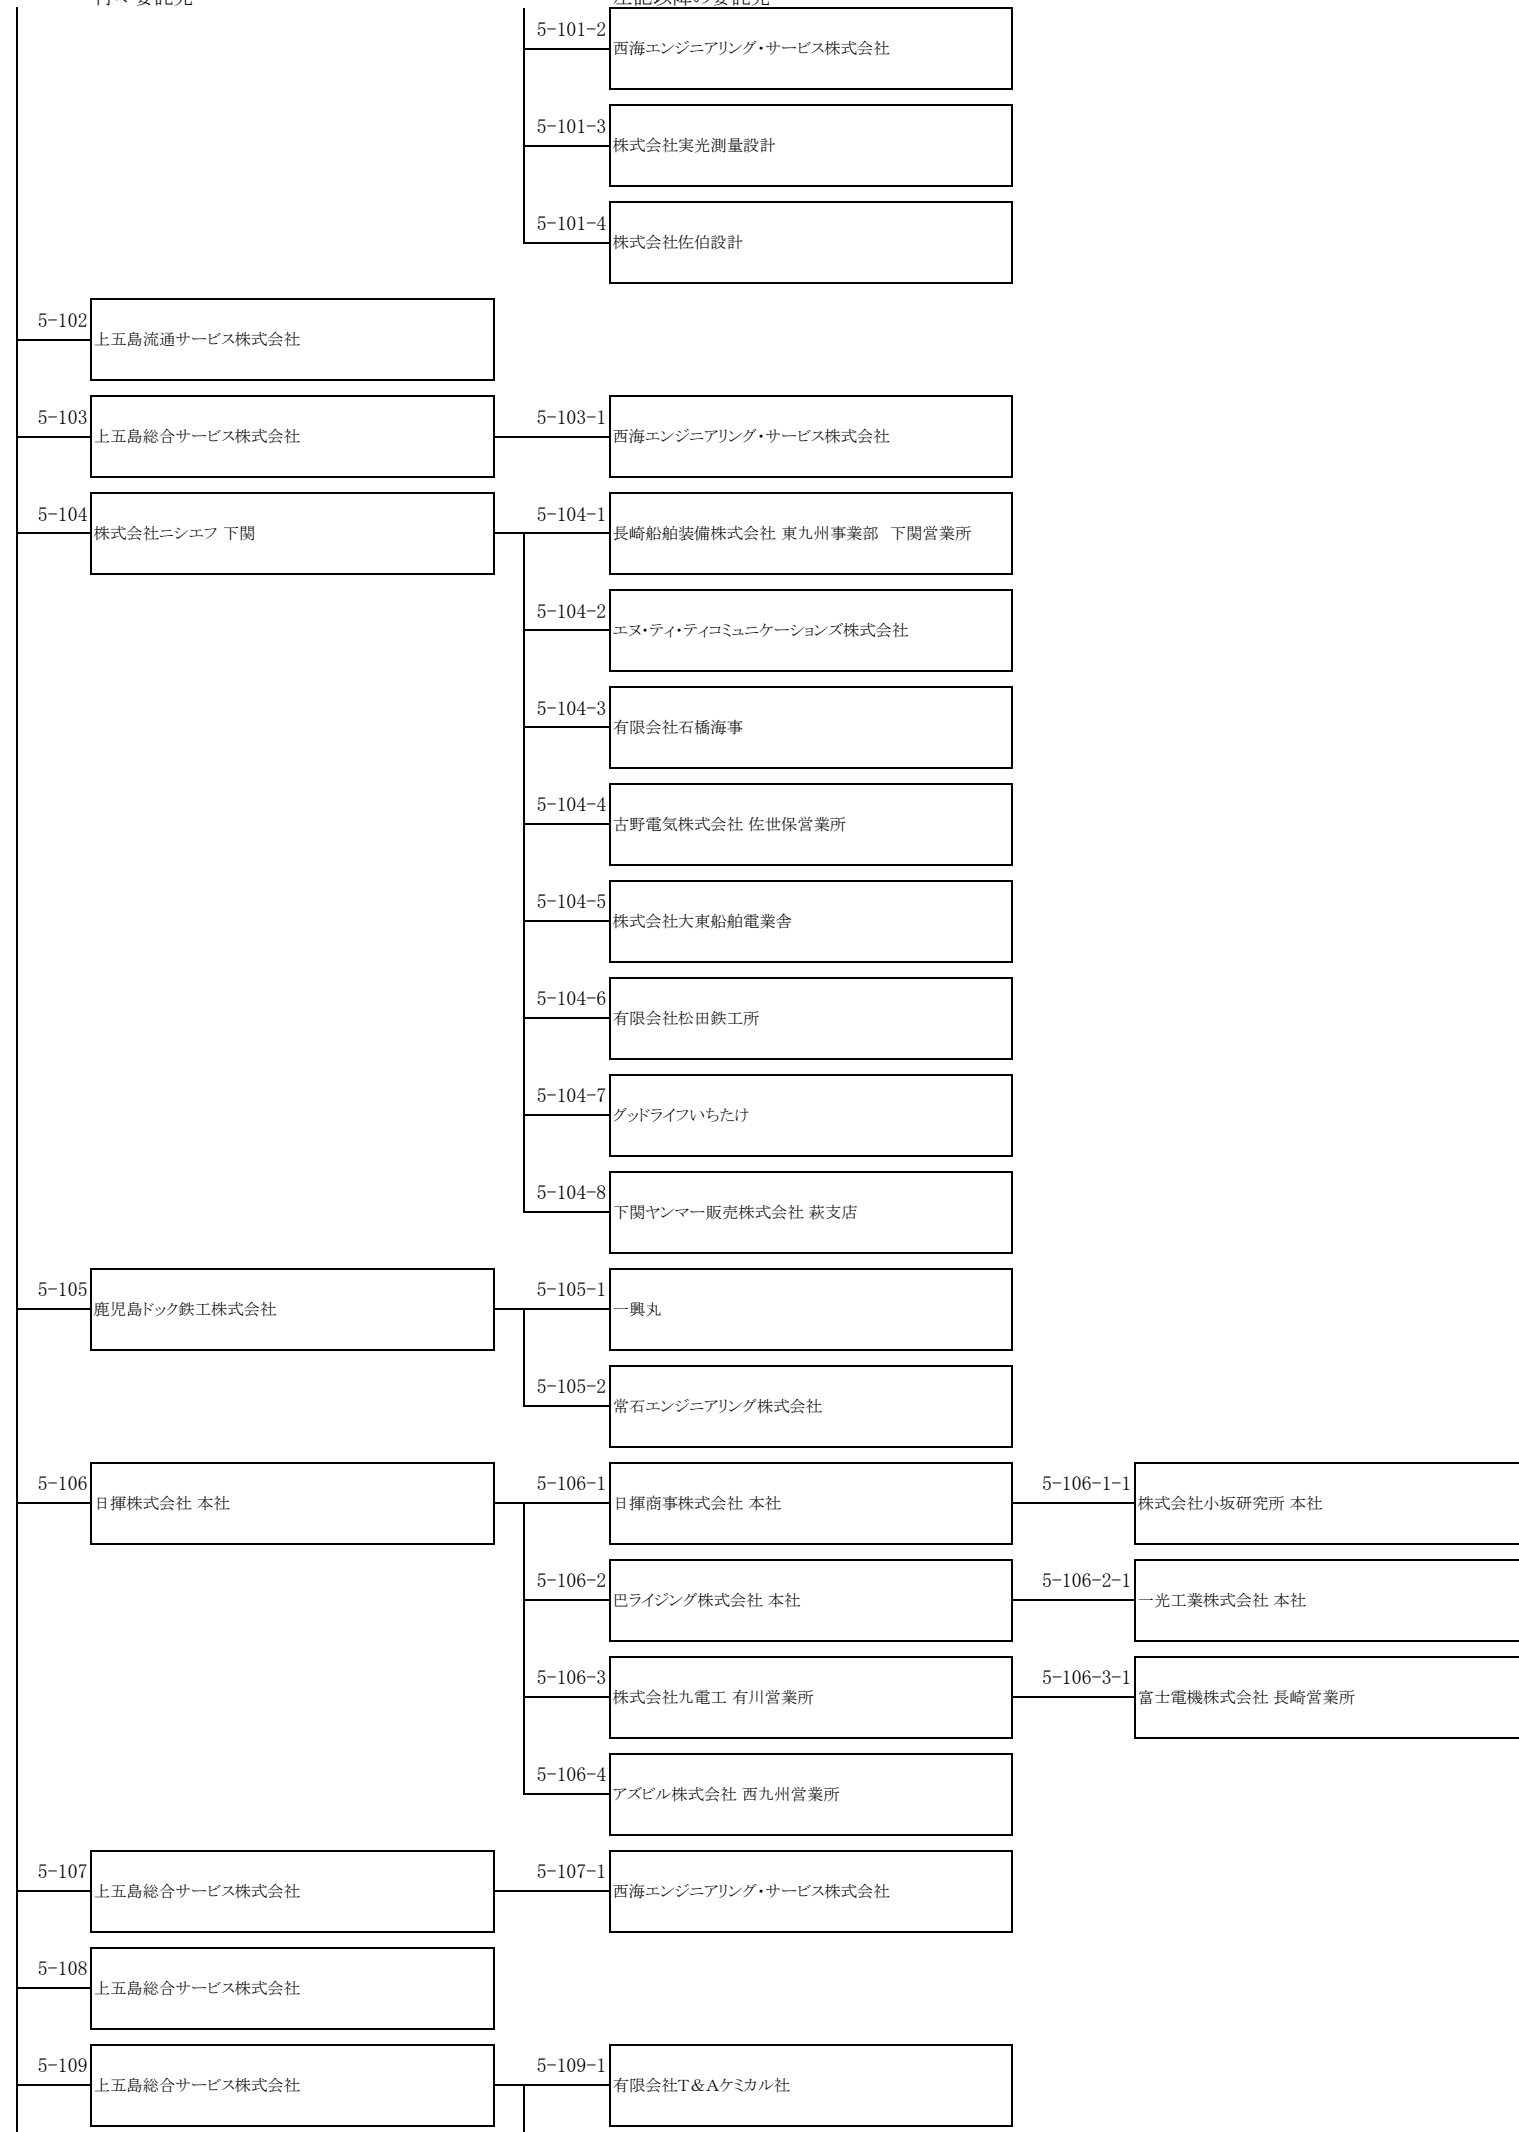 5-101-2
西海エンジニアリング・サービス株式会社
5-101-3
株式会社実光測量設計
5-101-4
株式会社佐伯設計
5-102
上五島流通サービス株式会社
5-103
上五島総合サービス株式会社
5-103-1
西海エンジニアリング・サービス株式会社
5-104
株式会社ニシエフ 下関
5-104-1
長崎船舶装備株式会社 東九州事業部　下関営業所
5-104-2
エヌ・ティ・ティコミュニケーションズ株式会社
5-104-3
有限会社石橋海事
5-104-4
古野電気株式会社 佐世保営業所
5-104-5
株式会社大東船舶電業舎
5-104-6
有限会社松田鉄工所
5-104-7
グッドライフいちたけ
5-104-8
下関ヤンマー販売株式会社 萩支店
5-105
鹿児島ドック鉄工株式会社
5-105-1
一興丸
5-105-2
常石エンジニアリング株式会社
5-106
日揮株式会社 本社
5-106-1
日揮商事株式会社 本社
5-106-1-1
株式会社小坂研究所 本社
5-106-2
巴ライジング株式会社 本社
5-106-2-1
一光工業株式会社 本社
5-106-3
株式会社九電工 有川営業所
5-106-3-1
富士電機株式会社 長崎営業所
5-106-4
アズビル株式会社 西九州営業所
5-107
上五島総合サービス株式会社
5-107-1
西海エンジニアリング・サービス株式会社
5-108
上五島総合サービス株式会社
5-109
上五島総合サービス株式会社
5-109-1
有限会社T&Aケミカル社